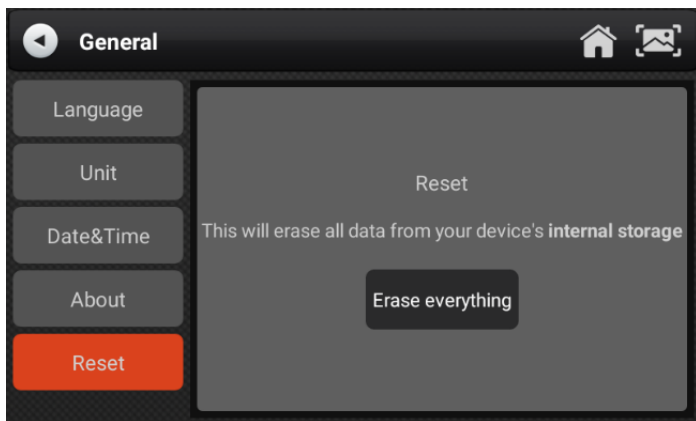 General
Language
Unit
Date&Time
About
Reset
Reset
This will erase all data from your device's internal storage
Erase everything